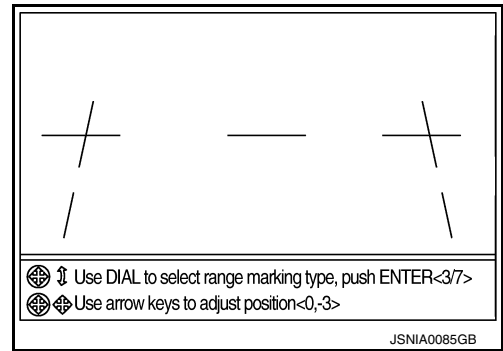 Use DIAL to select range marking type, push ENTER<3/7>
Use arrow keys to adjust position<0,-3>
JSNIA0085GB